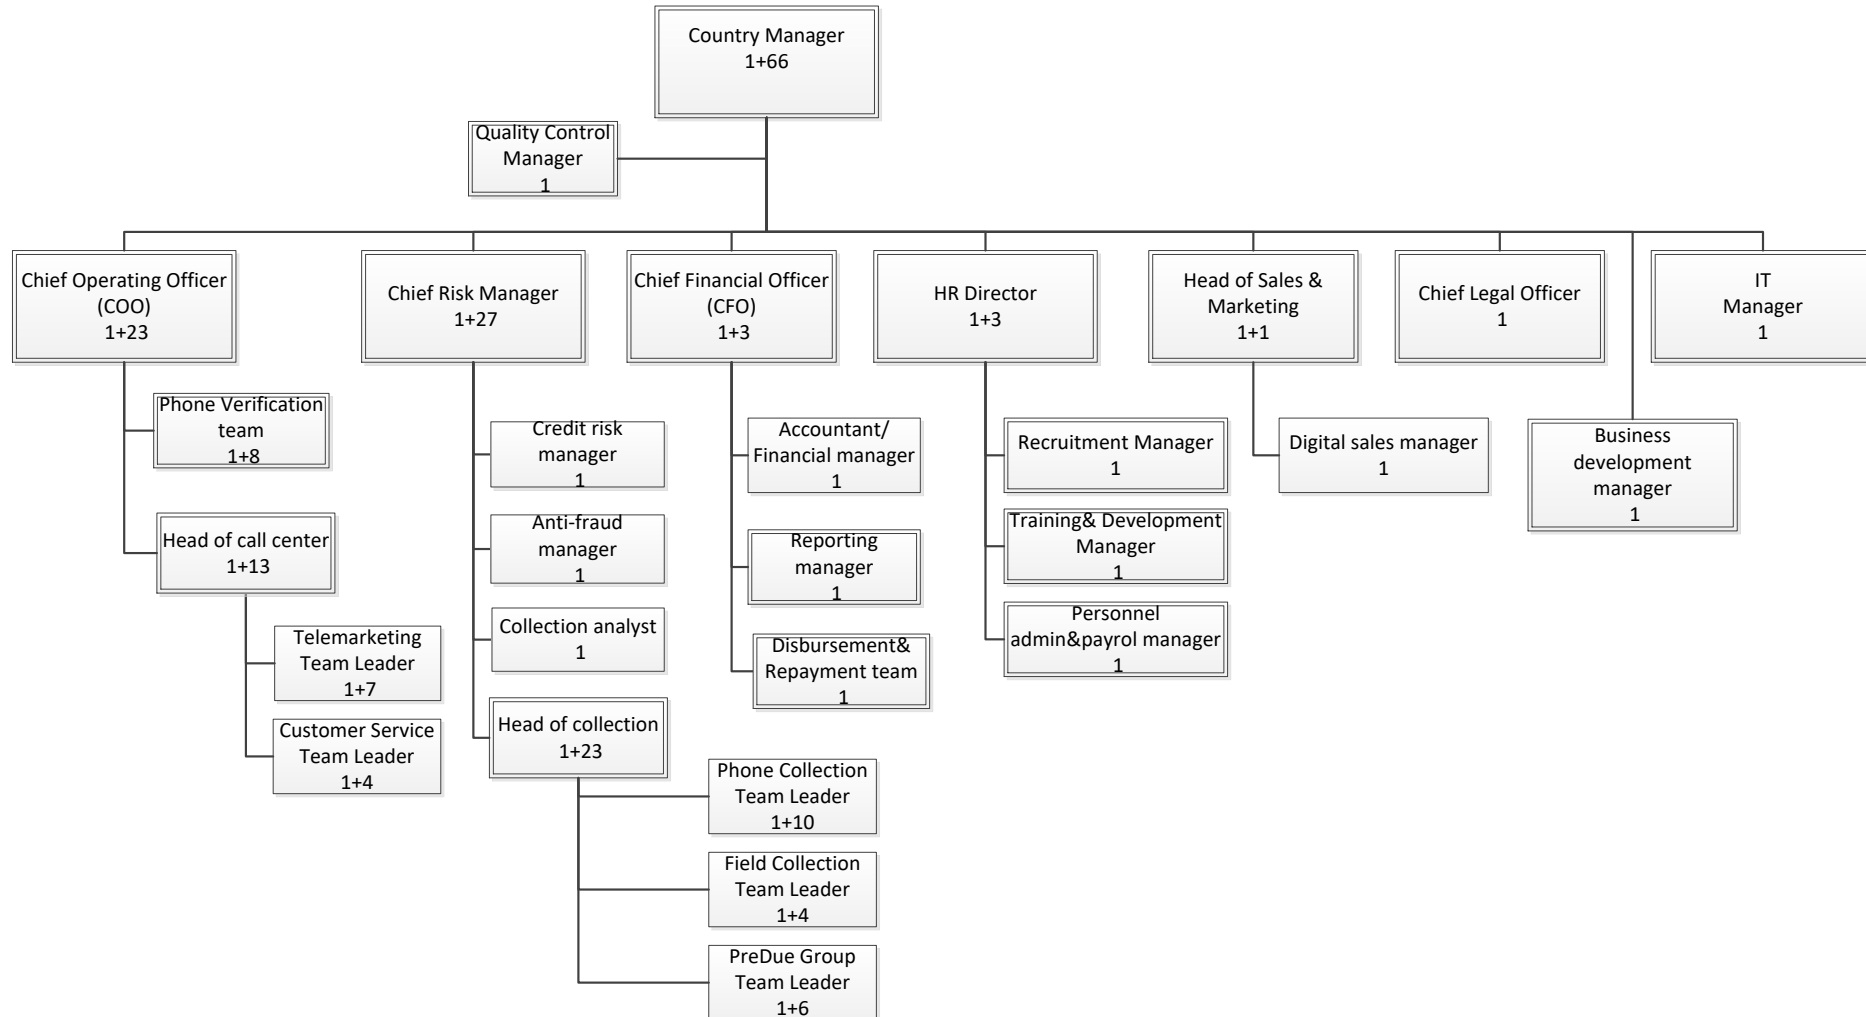 Country Manager
1+66
Quality Control
Manager
1
Chief Operating Officer
(COO)
1+23
Chief Risk Manager
1+27
Chief Financial Officer
(CFO)
1+3
HR Director
1+3
Head of Sales &
Marketing
1+1
Chief Legal Officer
1
IT
Manager
1
Phone Verification
team
1+8
Head of call center
1+13
Telemarketing
Team Leader
1+7
Customer Service
Team Leader
1+4
Credit risk
manager
1
Anti-fraud
manager
1
Collection analyst
1
Head of collection
1+23
Phone Collection
Team Leader
1+10
Field Collection
Team Leader
1+4
PreDue Group
Team Leader
1+6
Accountant/
Financial manager
1
Reporting
manager
1
Disbursement&
Repayment team
1
Recruitment Manager
1
Training& Development
Manager
1
Personnel
admin&payrol manager
1
Digital sales manager
1
Business
development
manager
1